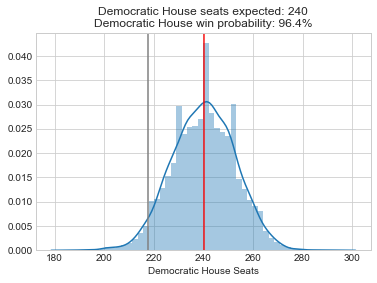 Democratic House seats expected: 240
Democratic House win probability: 96.4%
0.040
0.035
0.030
0.025
0.020
0.015
0.010
0.005
0.000
180 200 220 240 260 280 300
Democratic House Seats